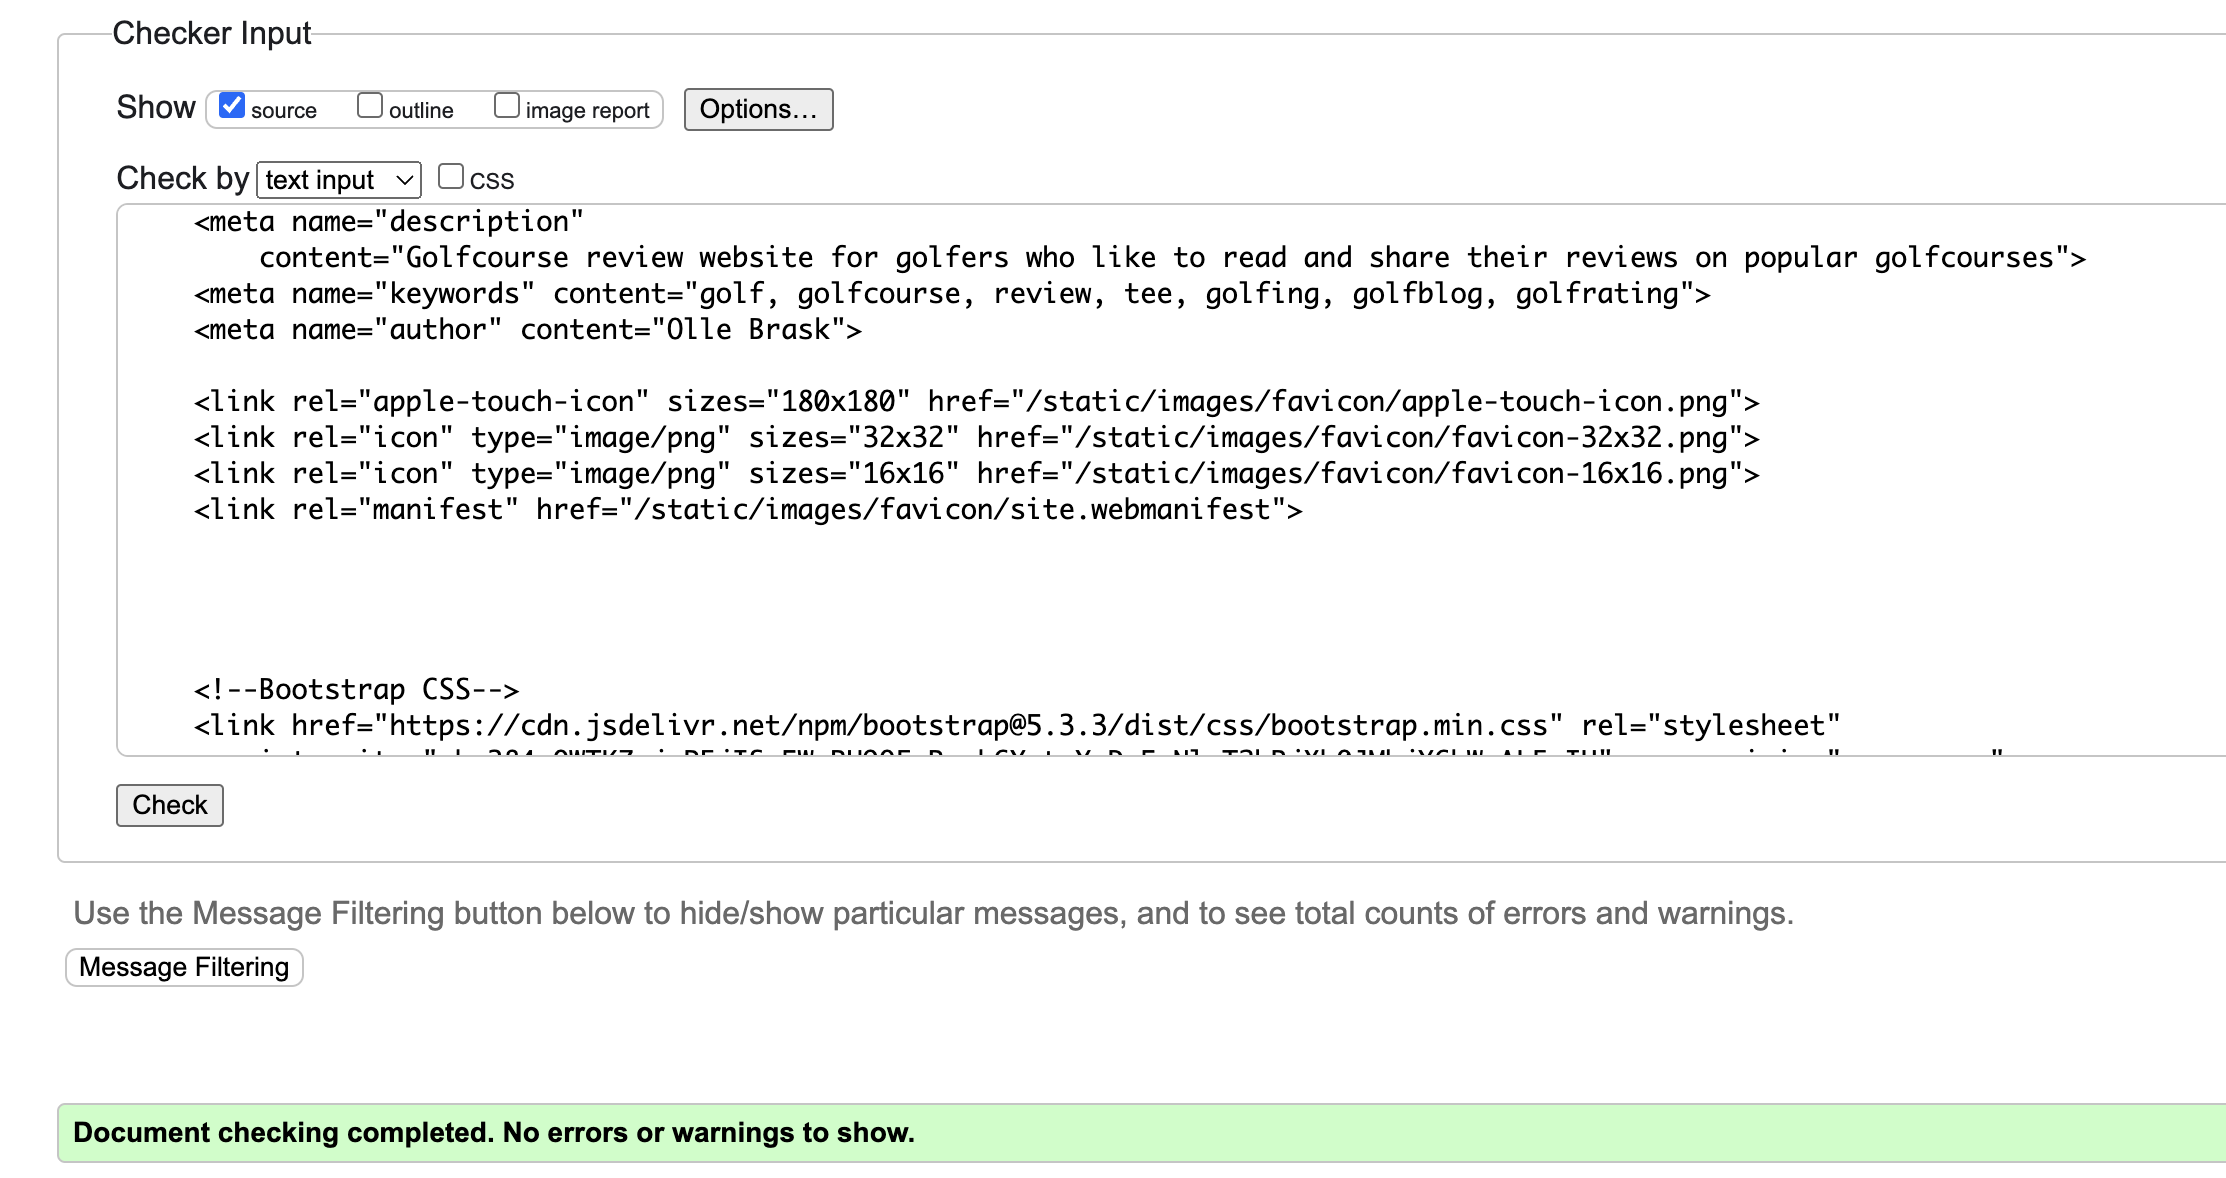 Checker Input
Show source outline image report Options...
Check by text input css
<meta name="description"
content="Golfcourse review website for golfers who like to read and share their reviews on popular golfcourses">
<meta name="keywords" content="golf, golfcourse, review, tee, golfing, golfblog, golfrating">
<meta name="author" content="Olle Brask">
<link rel="apple-touch-icon" sizes="180x180" href="/static/images/favicon/apple-touch-icon.png">
<link rel="icon" type="image/png" sizes="32x32" href="/static/images/favicon/favicon-32x32.png">
<link rel="icon" type="image/png" sizes="16x16" href="/static/images/favicon/favicon-16x16.png">
<link rel="manifest" href="/static/images/favicon/site.webmanifest">
<!--Bootstrap CSS-->
<link href="https://cdn.jsdelivr.net/npm/bootstrap@5.3.3/dist/css/bootstrap.min.css" rel="stylesheet"
Check
Use the Message Filtering button below to hide/show particular messages, and to see total counts of errors and warnings.
Message Filtering
Document checking completed. No errors or warnings to show.